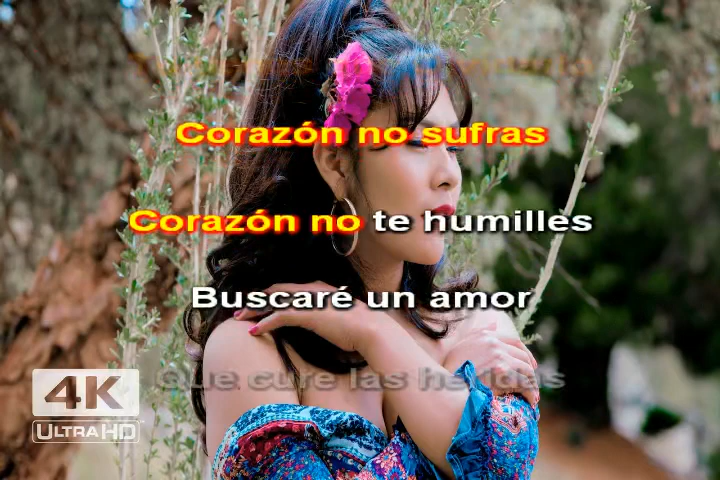 Corazón no sufras
Corazón no te humilles
Buscaré un amor
Que cure las heridas
4K
ULTRA HD